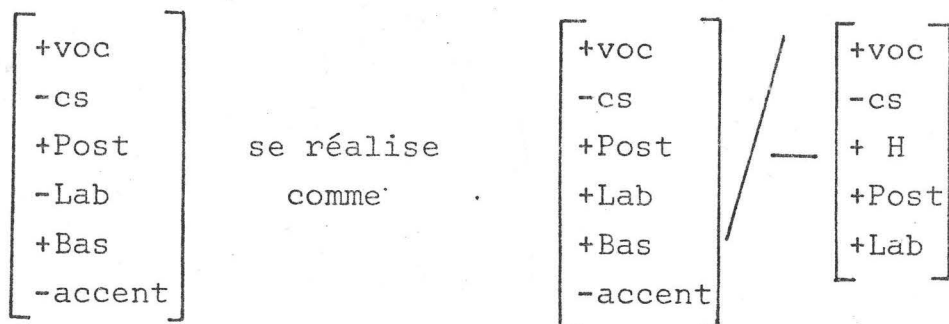 +voc +voc +voc
-cs -cs -cs
+Post se réalise +Post / — + H
-Lab comme +Lab +Post
+Bas +Bas +Lab
-accent -accent